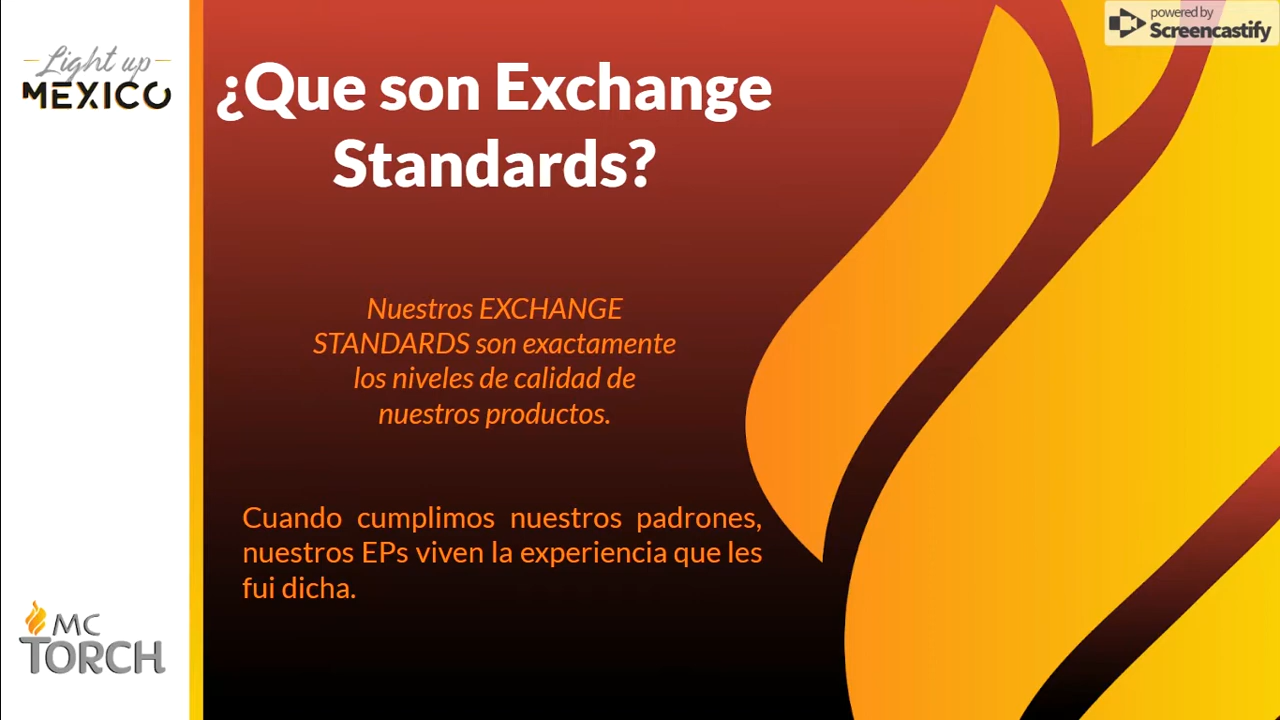 powered by
Screencastify
Light up
MEXICO
¿Que son Exchange
Standards?
Nuestros EXCHANGE
STANDARDS son exactamente
los niveles de calidad de
nuestros productos.
Cuando cumplimos nuestros padrones,
nuestros EPs viven la experiencia que les
fui dicha.
MC
TORCH